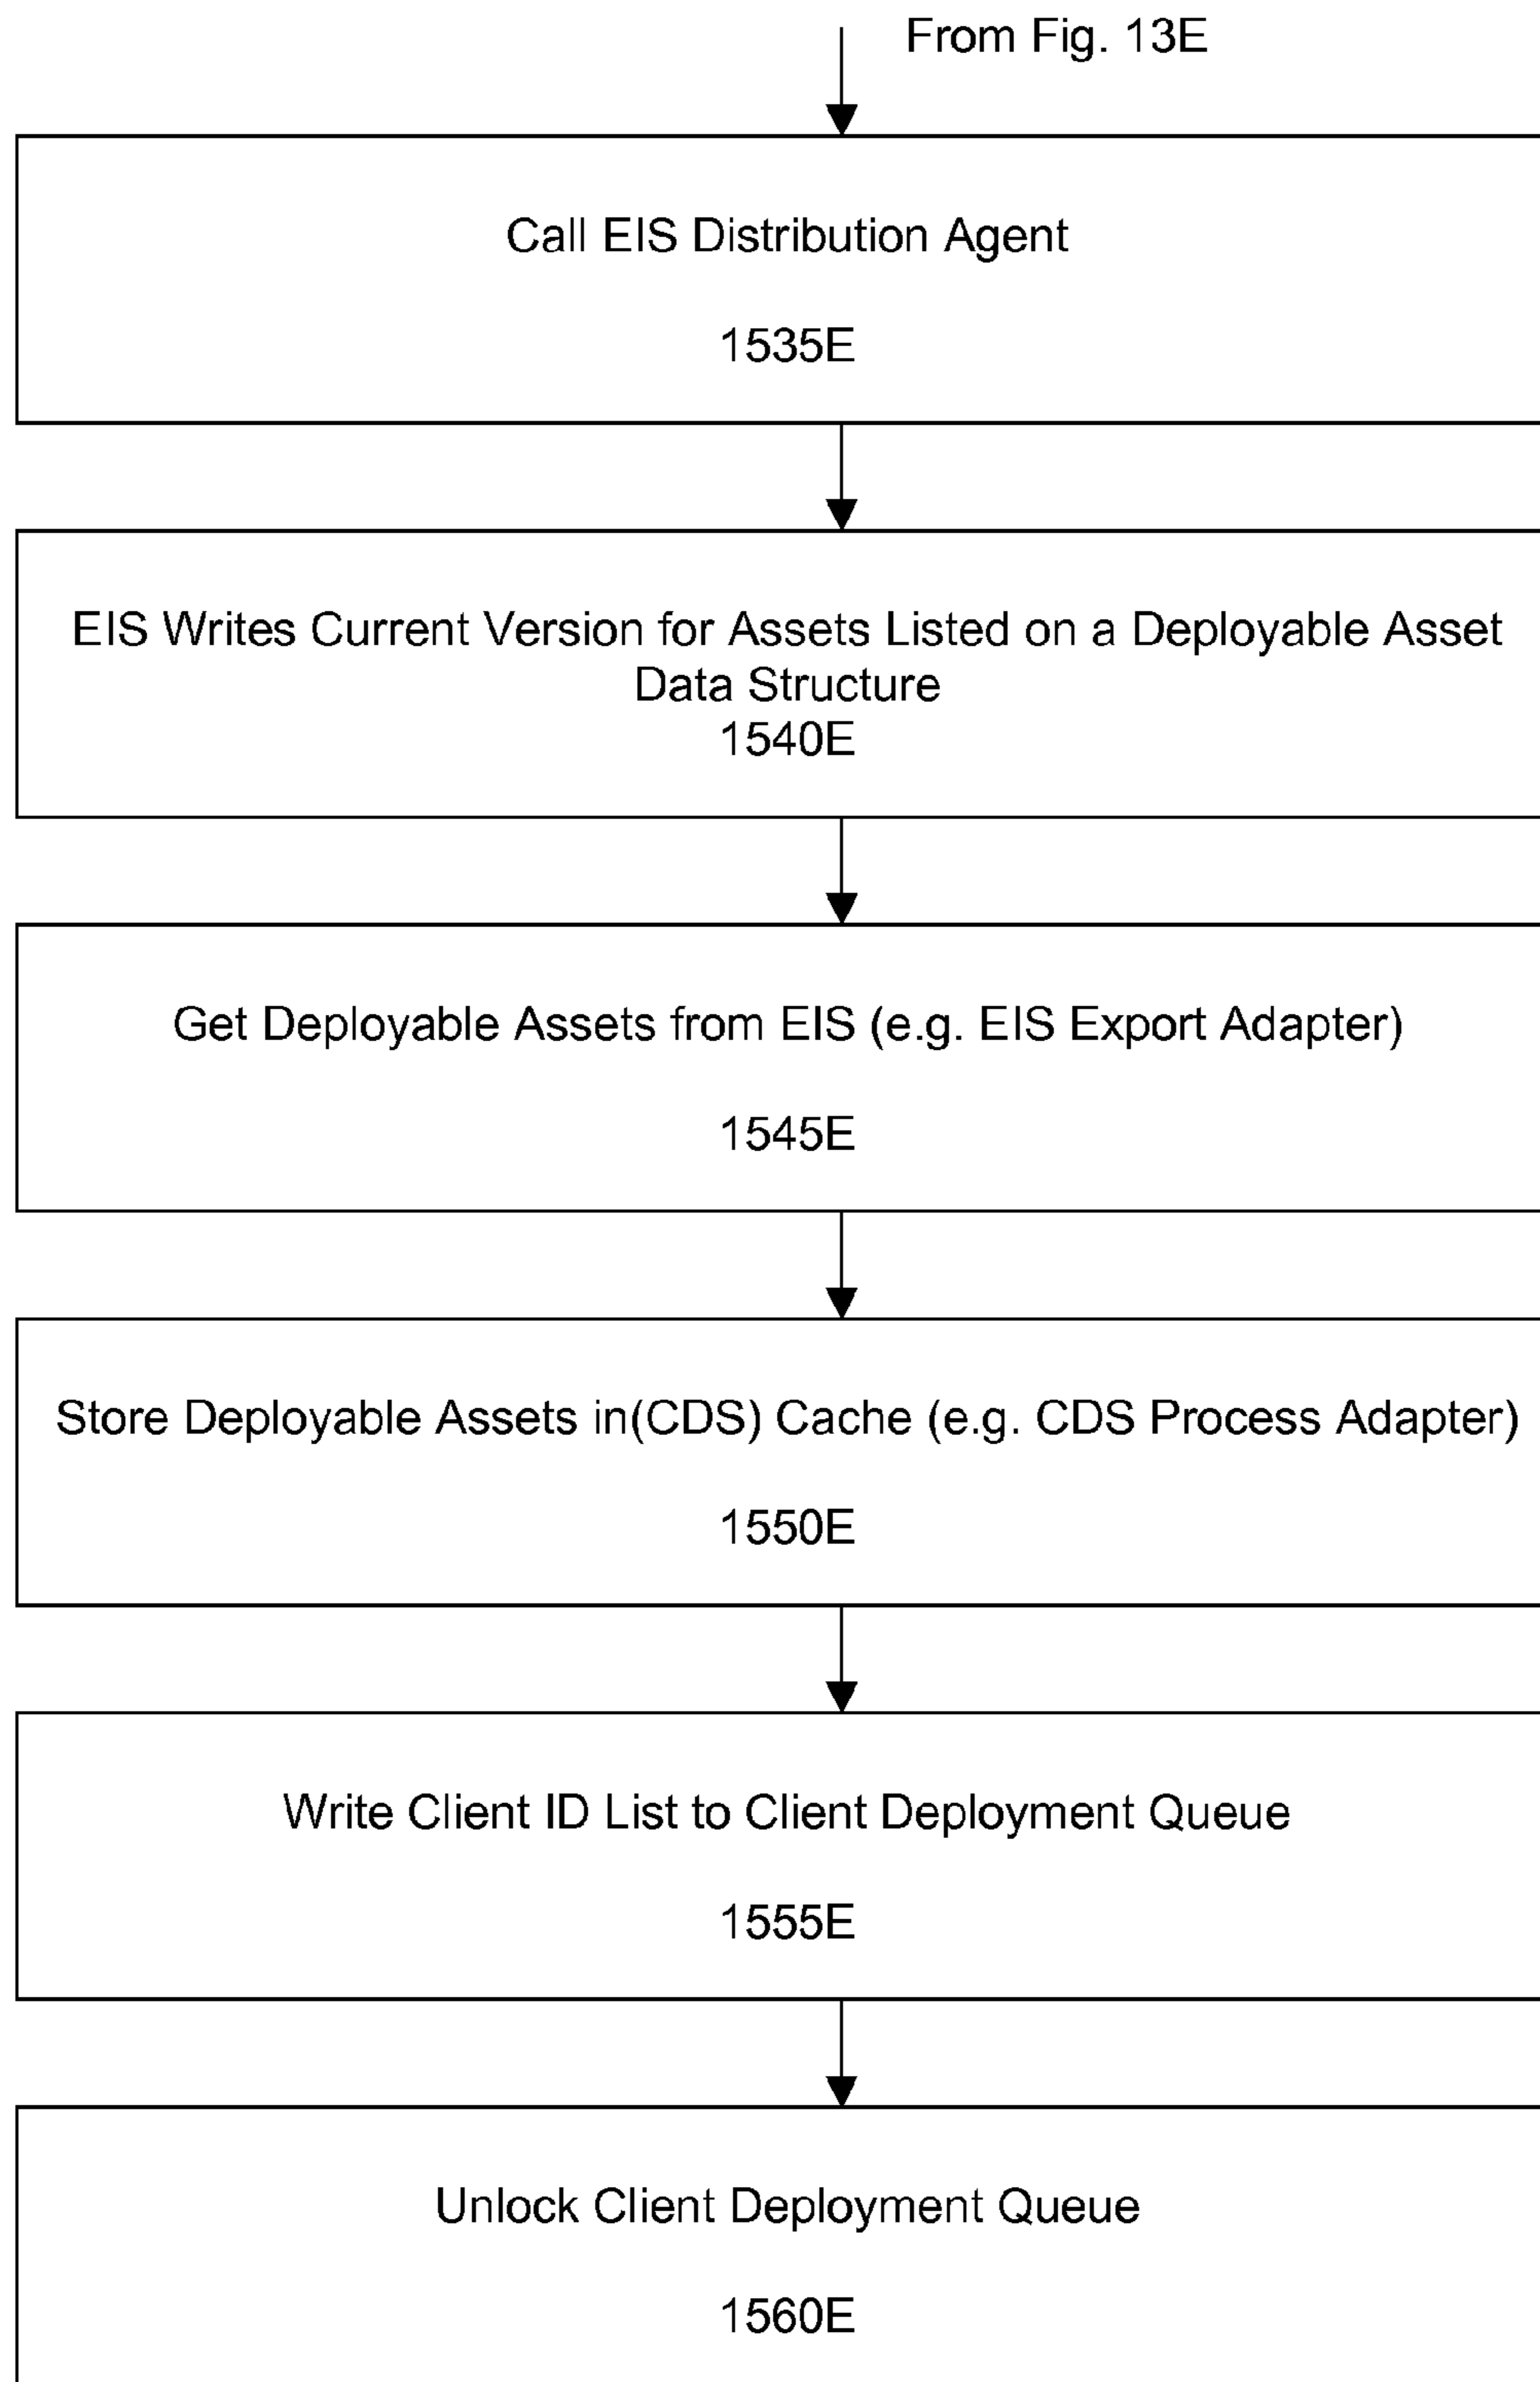 From Fig. 13E
Call EIS Distribution Agent
1535E
EIS Writes Current Version for Assets Listed on a Deployable Asset
Data Structure
1540E
Get Deployable Assets from EIS (e.g. EIS Export Adapter)
1545E
Store Deployable Assets in(CDS) Cache (e.g. CDS Process Adapter)
1550E
Write Client ID List to Client Deployment Queue
1555E
Unlock Client Deployment Queue
1560E